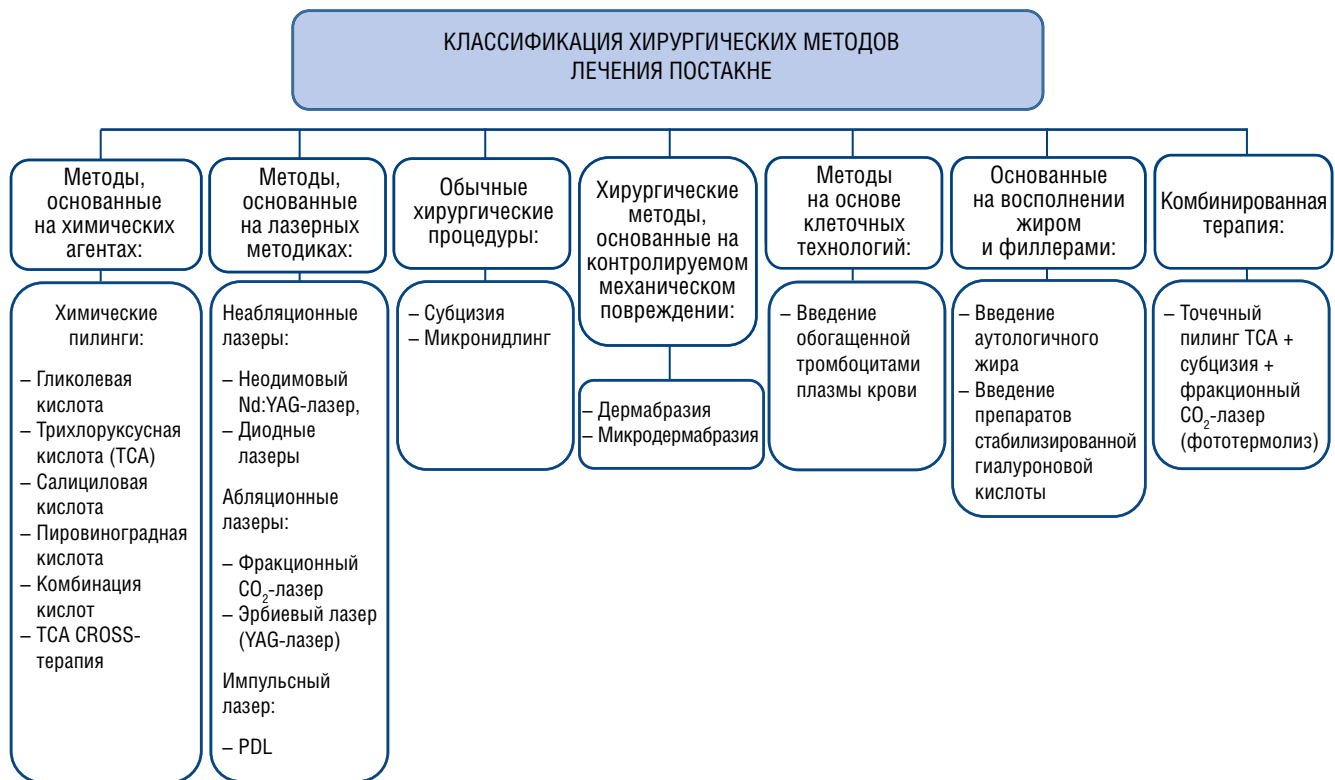 КЛАССИФИКАЦИЯ ХИРУРГИЧЕСКИХ МЕТОДОВ
ЛЕЧЕНИЯ ПОСТАКНЕ
Методы,
основанные
на химических
агентах:
Химические
пилинги:
– Гликолевая
кислота
– Трихлоруксусная
кислота (TCA)
– Салициловая
кислота
– Пировиноградная
кислота
– Комбинация
кислот
– TCA CROSS-
терапия
Методы,
основанные
на лазерных
методиках:
Неабляционные
лазеры:
– Неодимовый
Nd:YAG-лазер,
– Диодные
лазеры
Абляционные
лазеры:
– Фракционный
CO₂-лазер
– Эрбиевый лазер
(YAG-лазер)
Импульсный
лазер:
– PDL
Обычные
хирургические
процедуры:
– Субцизия
– Микронидлинг
Хирургические
методы,
основанные на
контролируемом
механическом
повреждении:
– Дермабразия
– Микродермабразия
Методы
на основе
клеточных
технологий:
– Введение
обогащенной
тромбоцитами
плазмы крови
Основанные
на восполнении
жиром
и филлерами:
– Введение
аутологичного
жира
– Введение
препаратов
стабилизированной
гиалуроновой
кислоты
Комбинированная
терапия:
– Точечный
пилинг TCA +
субцизия +
фракционный
CO₂-лазер
(фототермолиз)